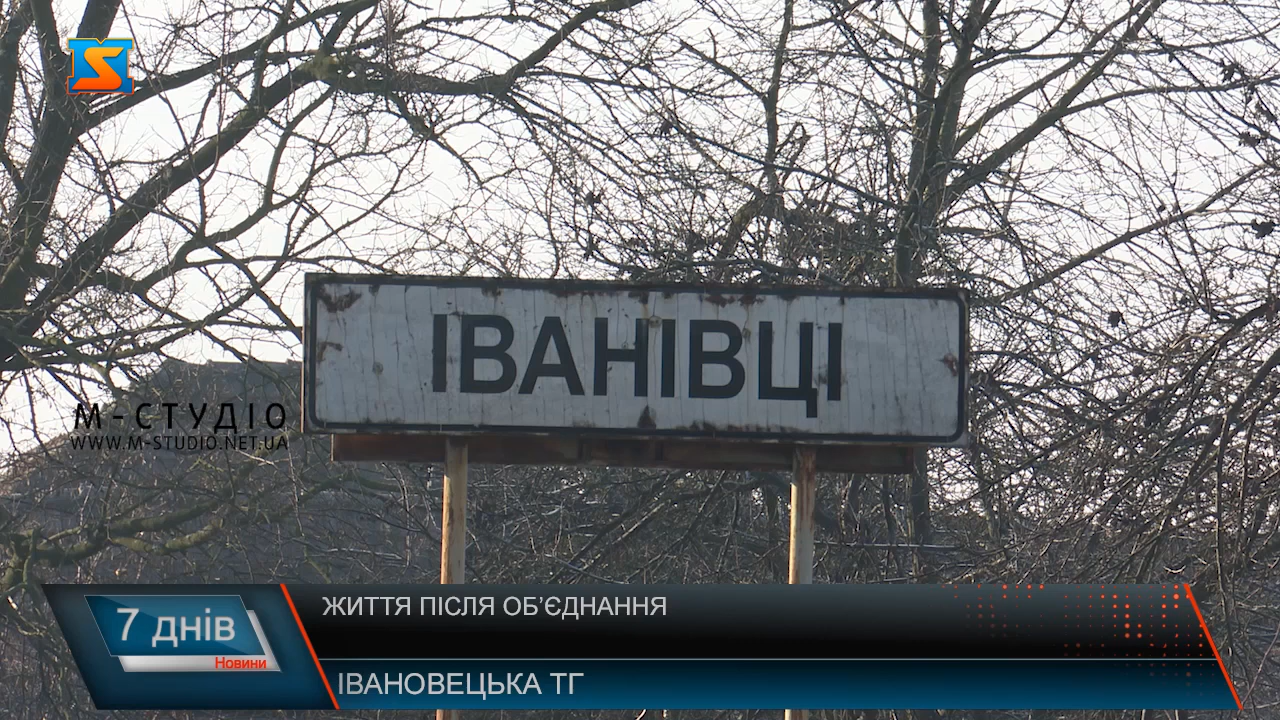 ІВАНІВЦІ
М-СТУДІО
WWW.M-STUDIO.NET.UA
7 днів
Новини
ЖИТТЯ ПІСЛЯ ОБ'ЄДНАННЯ
ІВАНОВЕЦЬКА ТГ